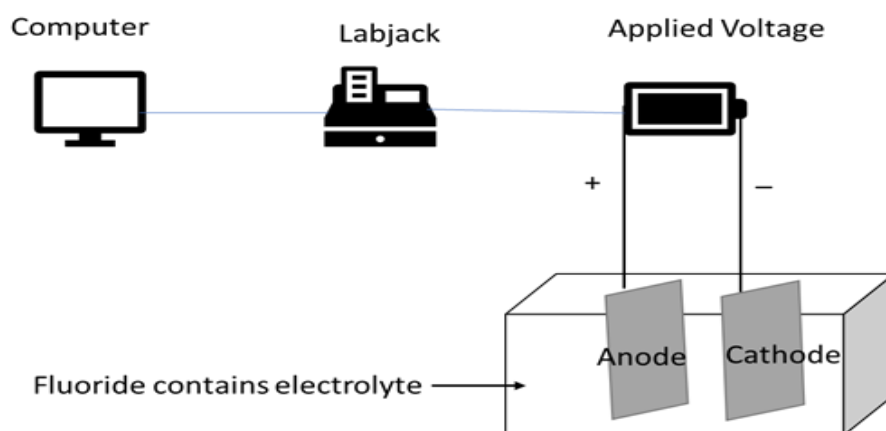 Computer
Labjack
Applied Voltage
+
–
Anode
Cathode
Fluoride contains electrolyte